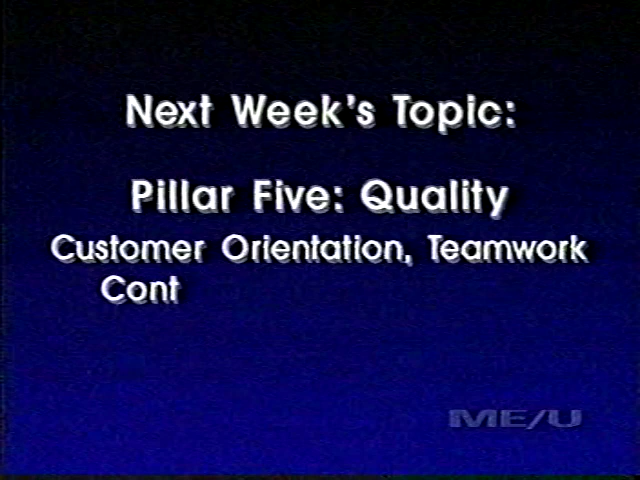 Next Week's Topic:
Pillar Five: Quality
Customer Orientation, Teamwork
Cont
ME/U